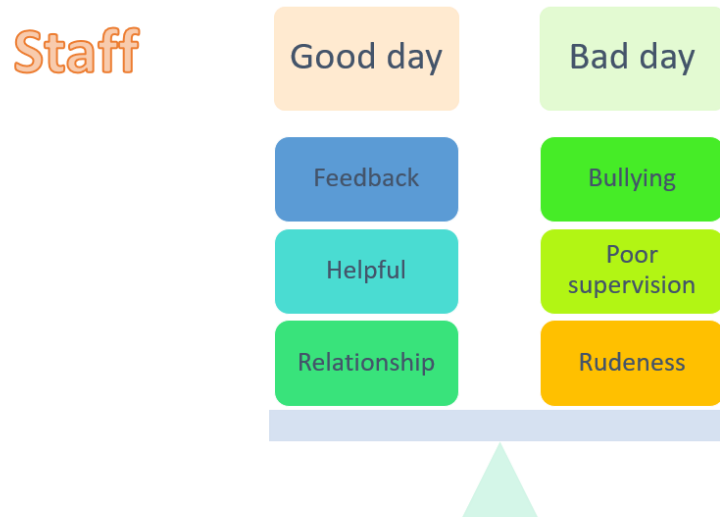 Staff
Good day
Bad day
Feedback
Bullying
Helpful
Poor
supervision
Relationship
Rudeness